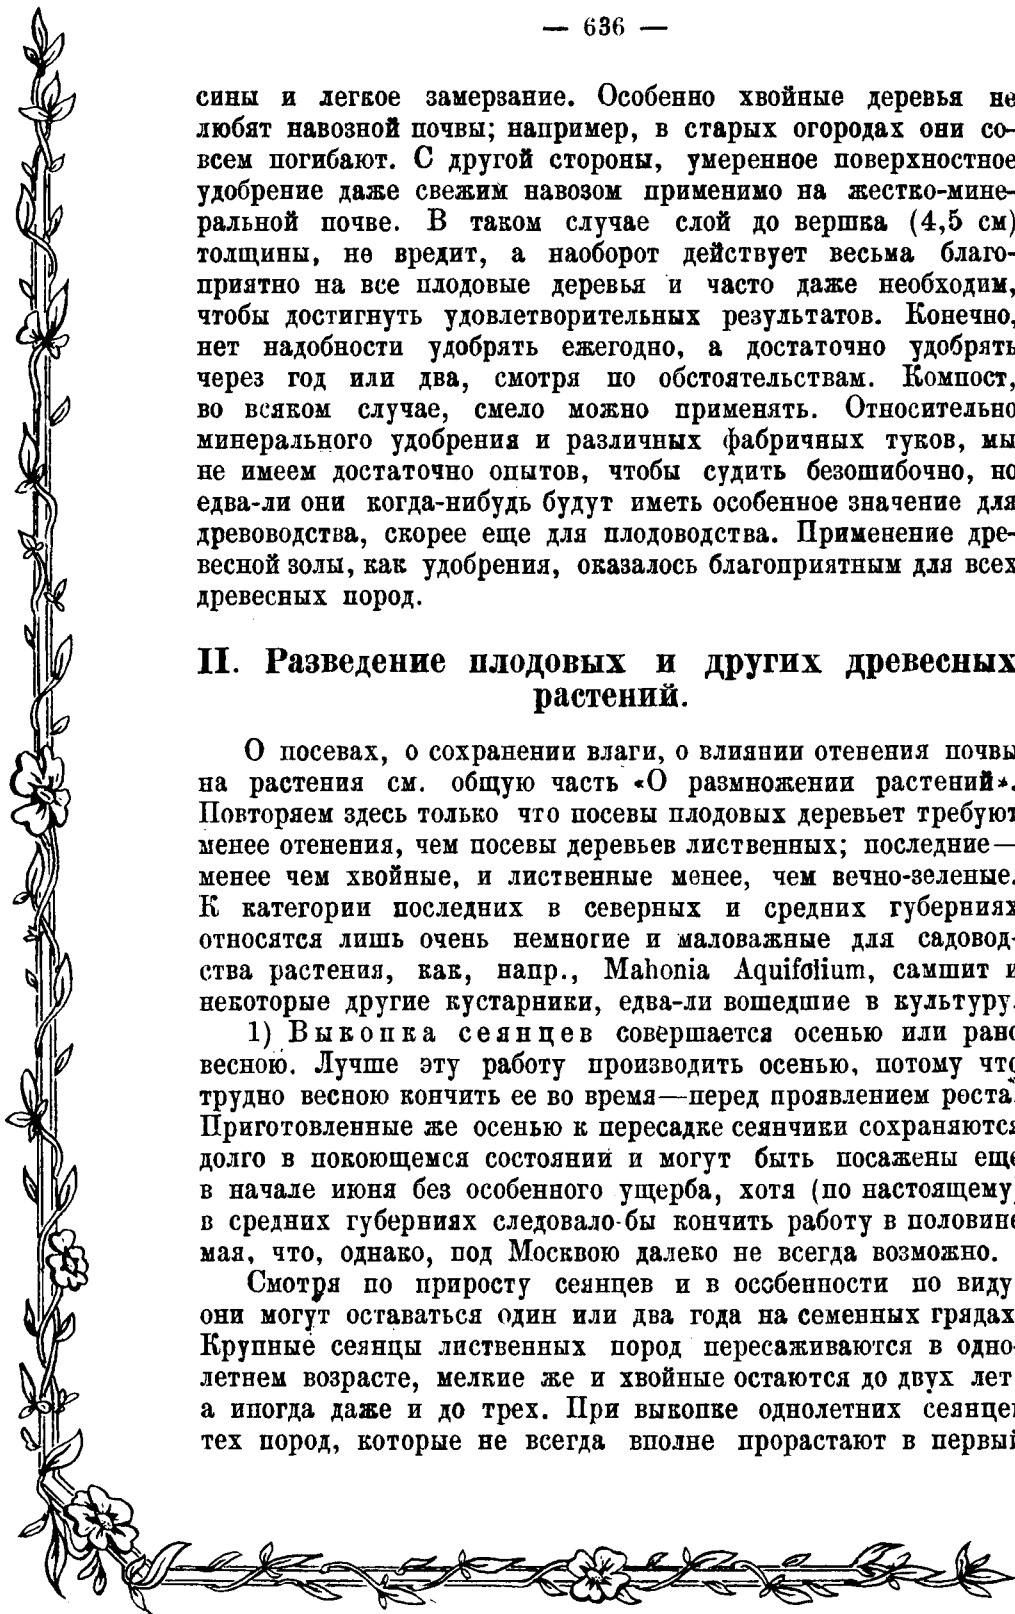 — 636 —
сины и легкое замерзание. Особенно хвойные деревья не
любят навозной почвы; например, в старых огородах они со-
всем погибают. С другой стороны, умеренное поверхностное
удобрение даже свежим навозом применимо на жестко-мине-
ральной почве. В таком случае слой до вершка (4,5 см)
толщины, не вредит, а наоборот действует весьма благо-
приятно на все плодовые деревья и часто даже необходим,
чтобы достигнуть удовлетворительных результатов. Конечно,
нет надобности удобрять ежегодно, а достаточно удобрять
через год или два, смотря по обстоятельствам. Компост,
во всяком случае, смело можно применять. Относительно
минерального удобрения и различных фабричных туков, мы
не имеем достаточно опытов, чтобы судить безошибочно, но
едва-ли они когда-нибудь будут иметь особенное значение для
древоводства, скорее еще для плодоводства. Применение дре-
весной золы, как удобрения, оказалось благоприятным для всех
древесных пород.
II. Разведение плодовых и других древесных
растений.
О посевах, о сохранении влаги, о влиянии отенения почвы
на растения см. общую часть «О размножении растений».
Повторяем здесь только что посевы плодовых деревьет требуют
менее отенения, чем посевы деревьев лиственных; последние—
менее чем хвойные, и лиственные менее, чем вечно-зеленые.
К категории последних в северных и средних губерниях
относятся лишь очень немногие и маловажные для садовод-
ства растения, как, напр., Mahonia Aquifolium, самшит и
некоторые другие кустарники, едва-ли вошедшие в культуру.
1) Выкопка сеянцев совершается осенью или рано
весною. Лучше эту работу производить осенью, потому что
трудно весною кончить ее во время—перед проявлением роста.
Приготовленные же осенью к пересадке сеянчики сохраняются
долго в покоющемся состоянии и могут быть посажены еще
в начале июня без особенного ущерба, хотя (по настоящему)
в средних губерниях следовало-бы кончить работу в половине
мая, что, однако, под Москвою далеко не всегда возможно.
Смотря по приросту сеянцев и в особенности по виду
они могут оставаться один или два года на семенных грядах
Крупные сеянцы лиственных пород пересаживаются в одно-
летнем возрасте, мелкие же и хвойные остаются до двух лет
а иногда даже и до трех. При выкопке однолетних сеянцев
тех пород, которые не всегда вполне прорастают в первый